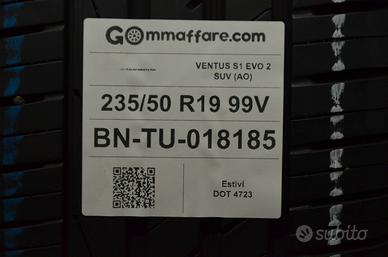 GOmmaffare.com
VENTUS S1 EVO 2
SUV (AO)
235/50 R19 99V
BN-TU-018185
Estivi
DOT 4723
subito